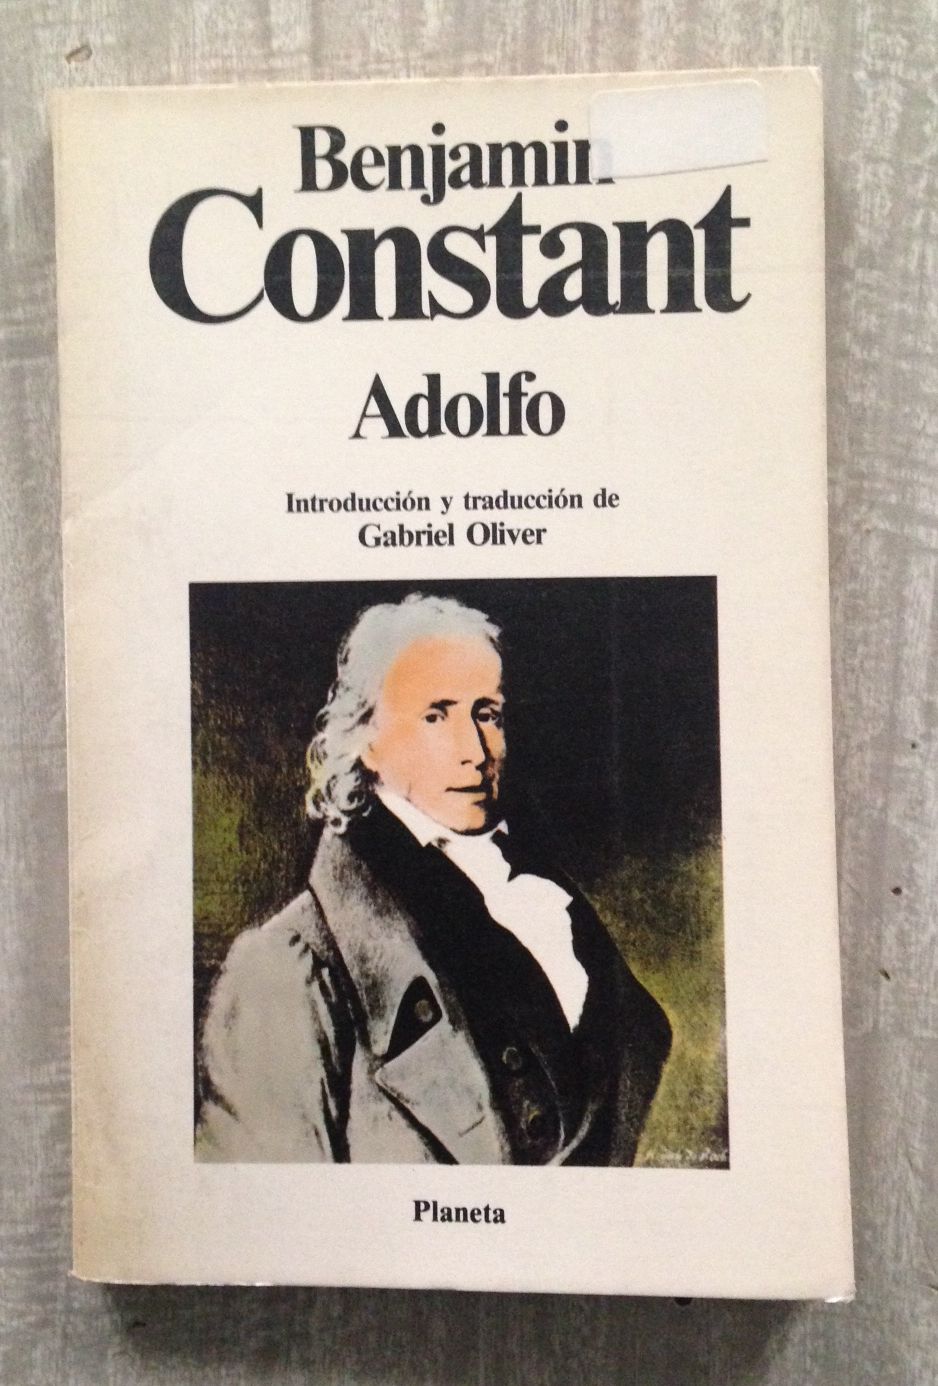 Benjamin
Constant
Adolfo
Introducción y traducción de
Gabriel Oliver
Planeta